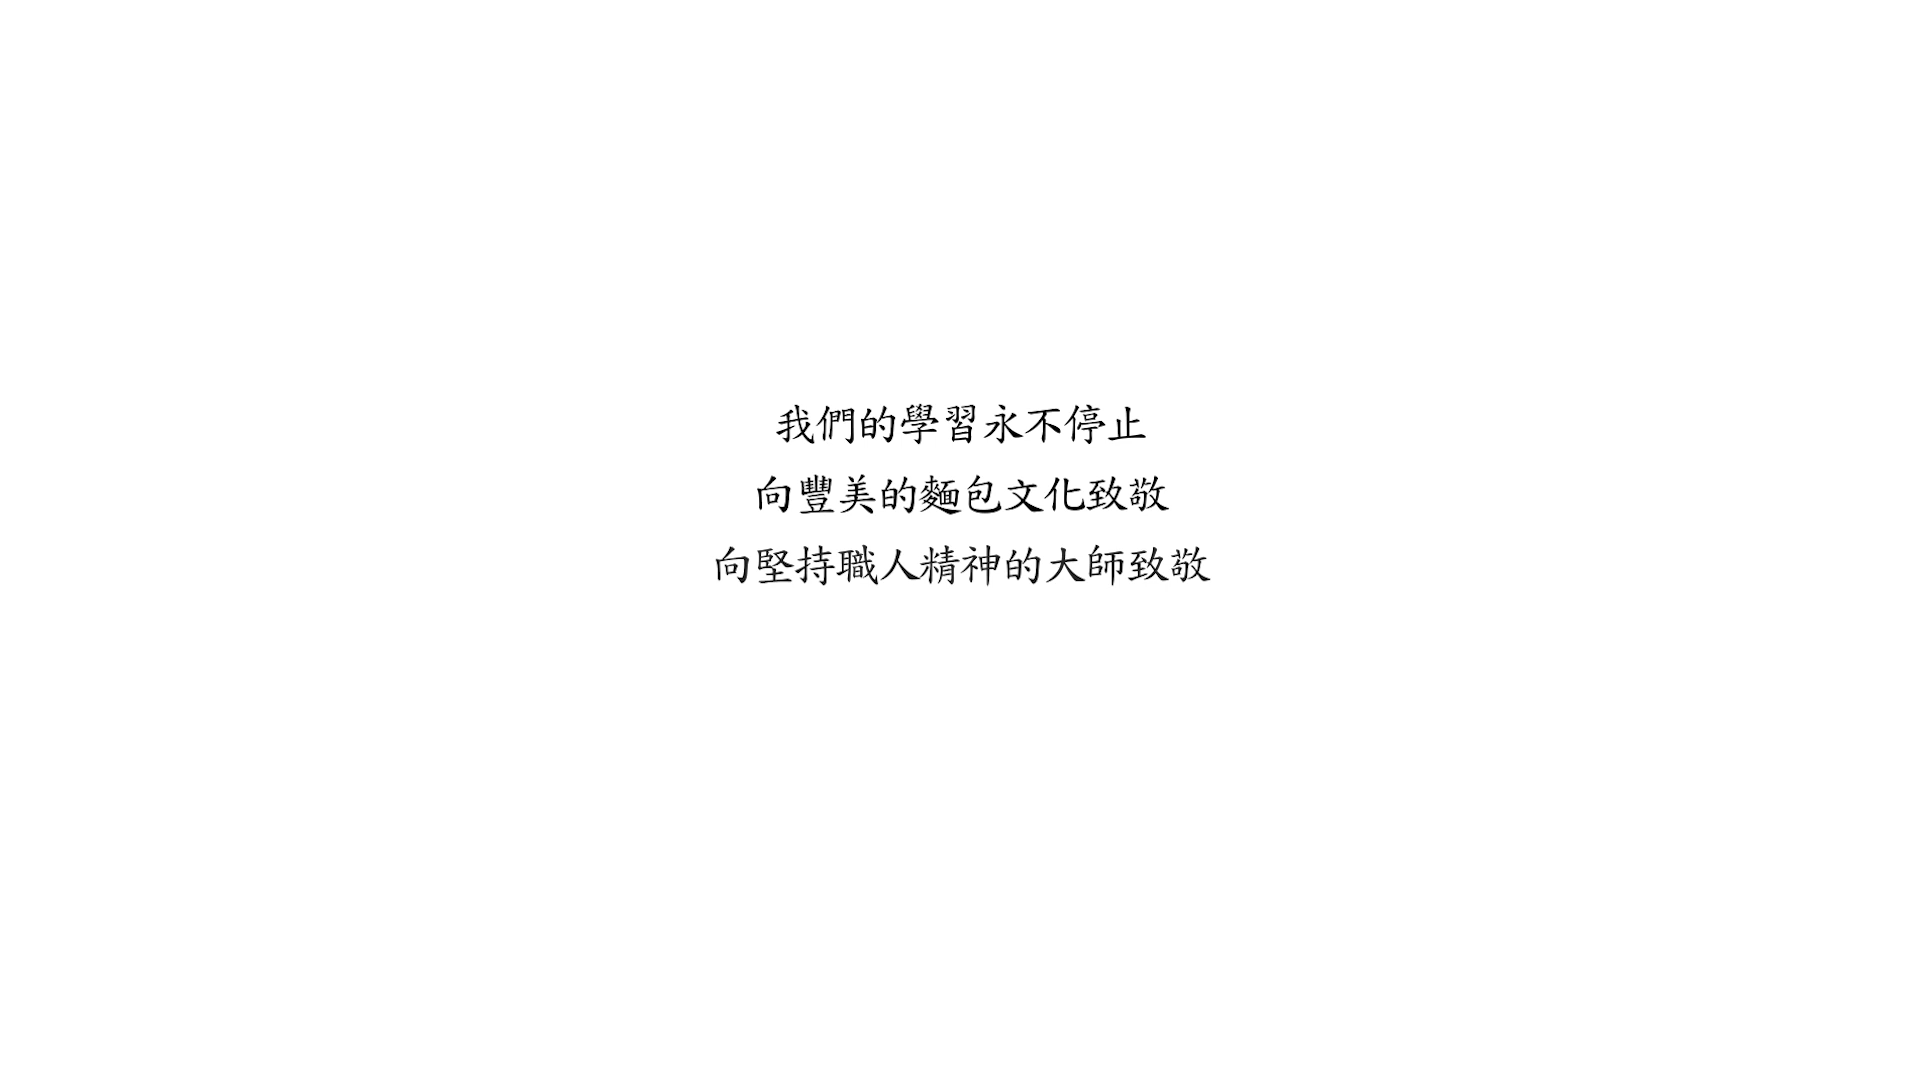 我們的學習永不停止
向豐美的麵包文化致敬
向堅持職人精神的大師致敬